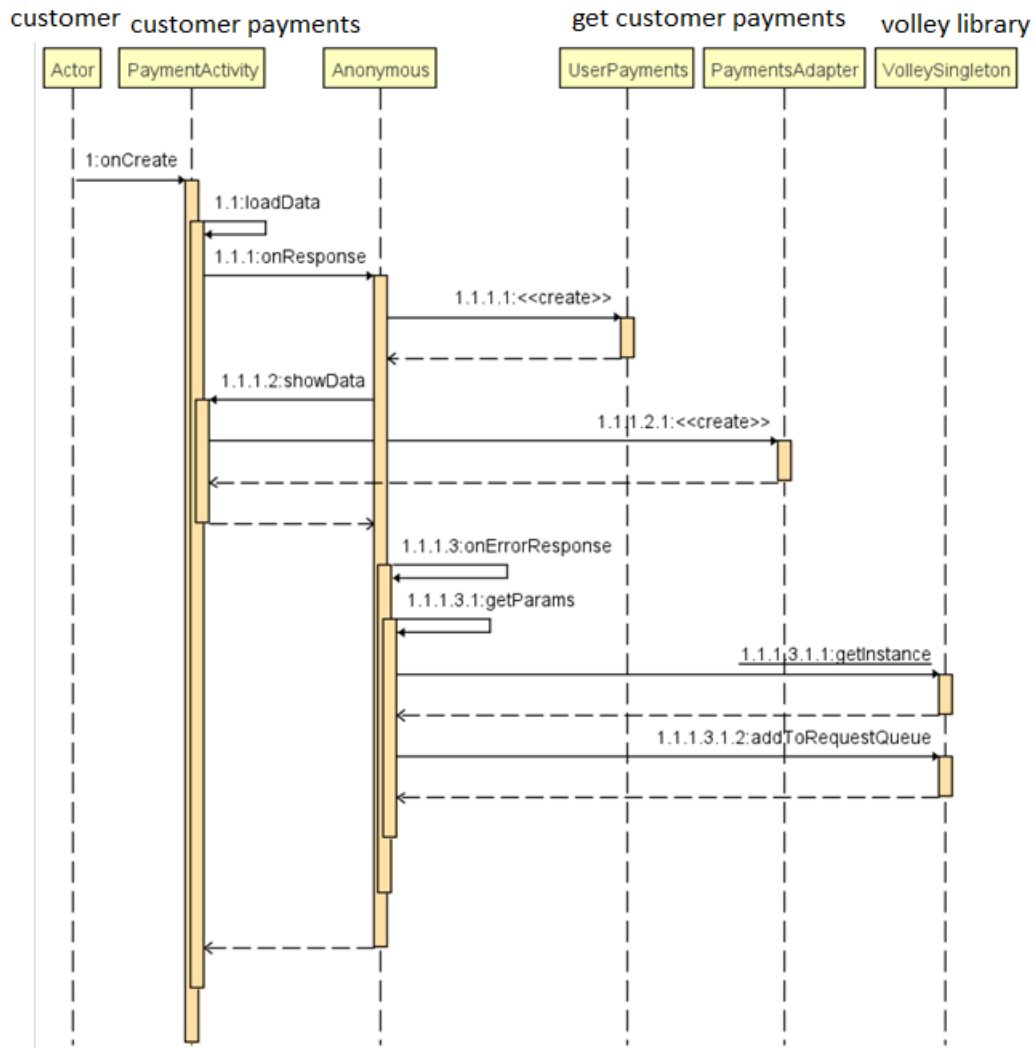 customer
customer payments
get customer payments
volley library
Actor
PaymentActivity
Anonymous
UserPayments
PaymentsAdapter
VolleySingleton
1:onCreate
1.1:loadData
1.1.1:onResponse
1.1.1.1:<<create>>
1.1.1.2:showData
1.1.1.2.1:<<create>>
1.1.1.3:onErrorResponse
1.1.1.3.1:getParams
1.1.1.3.1.1:getInstance
1.1.1.3.1.2:addToRequestQueue